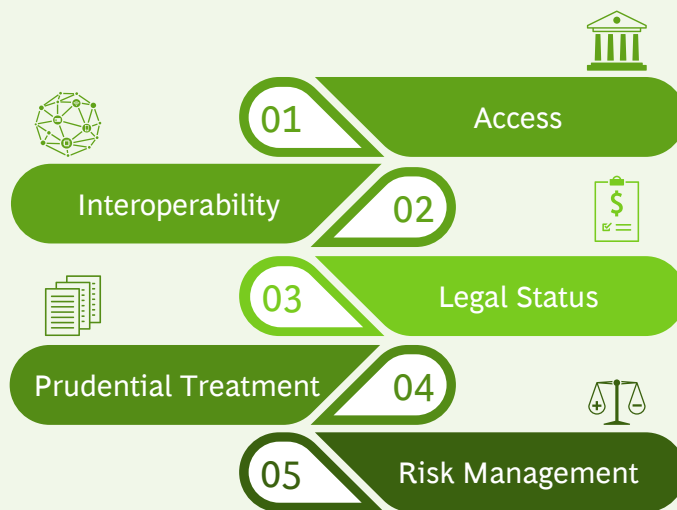 01 Access
Interoperability 02
03 Legal Status
Prudential Treatment 04
05 Risk Management